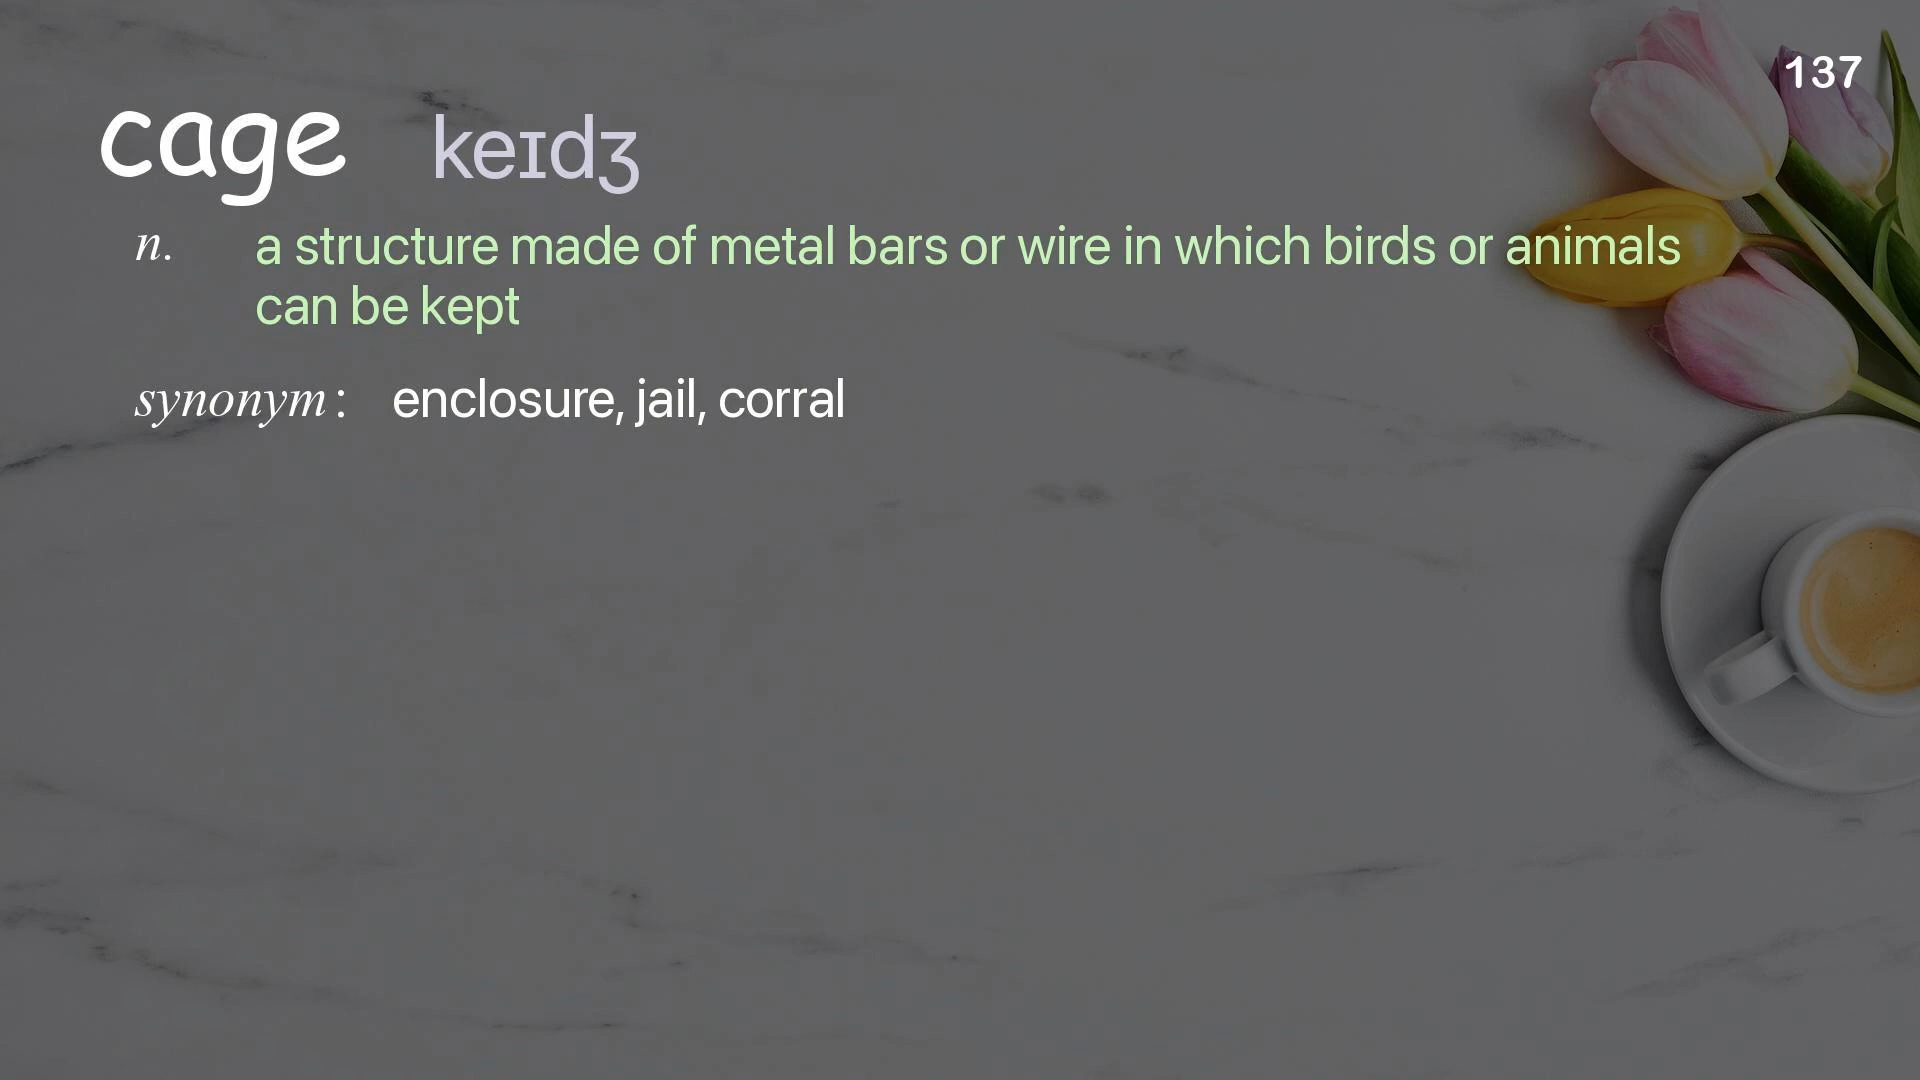 137
cage keɪdʒ
n. a structure made of metal bars or wire in which birds or animals
can be kept
synonym: enclosure, jail, corral